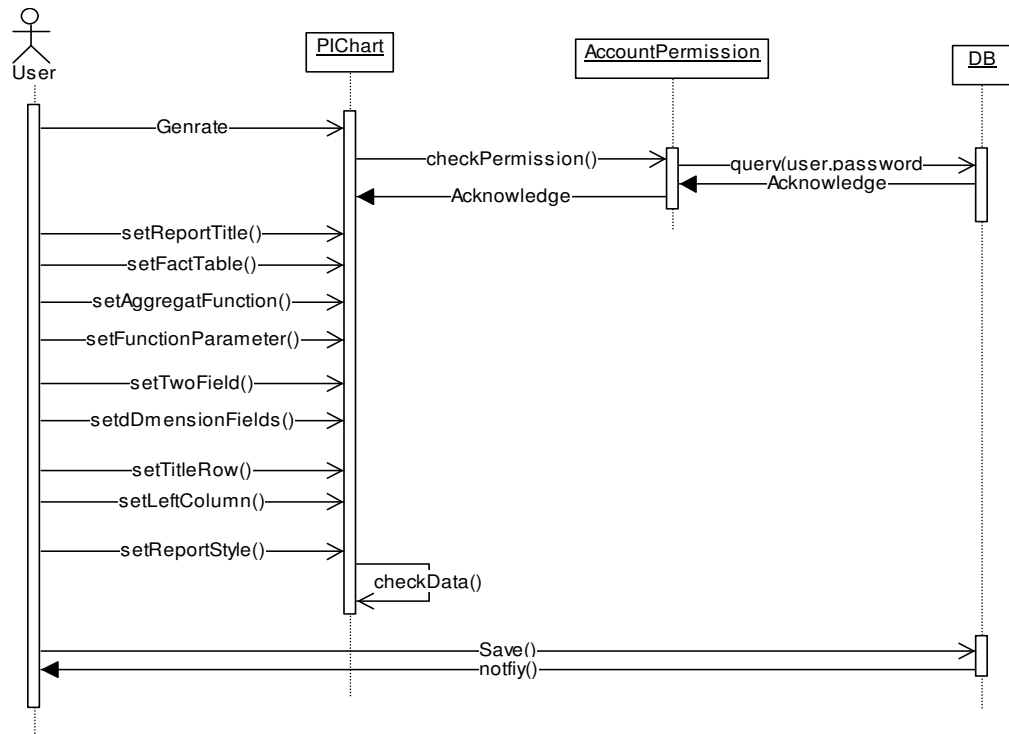 User
PIChart
AccountPermission
DB
Genrate
checkPermission()
query(user,password
Acknowledge
Acknowledge
setReportTitle()
setFactTable()
setAggregatFunction()
setFunctionParameter()
setTwoField()
setdDmensionFields()
setTitleRow()
setLeftColumn()
setReportStyle()
checkData()
Save()
notfiy()